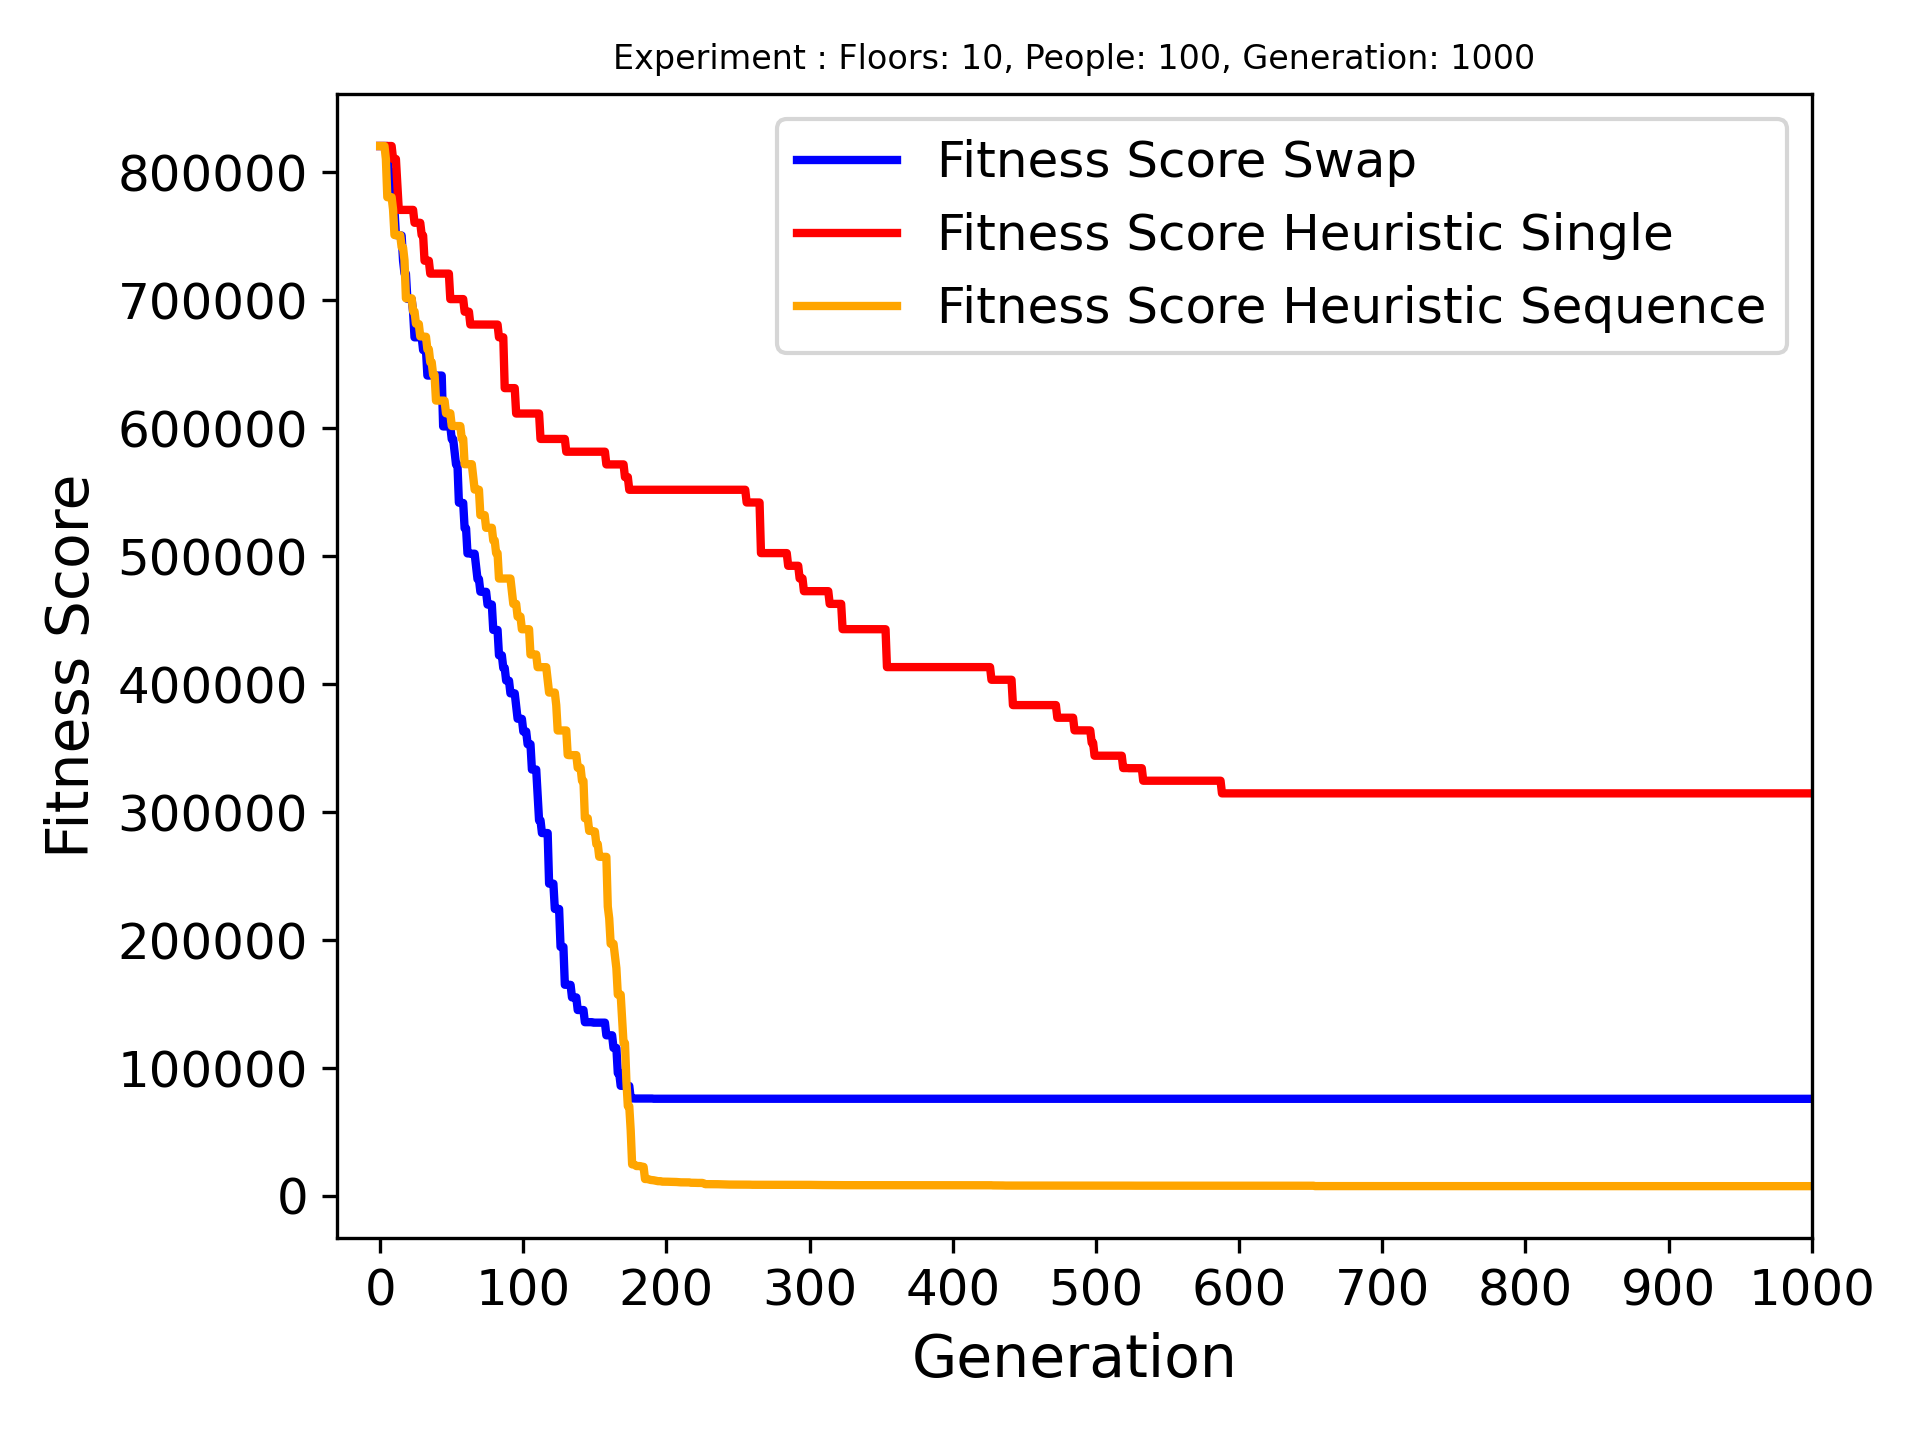 Experiment : Floors: 10, People: 100, Generation: 1000
Fitness Score Swap
Fitness Score Heuristic Single
Fitness Score Heuristic Sequence
Fitness Score
800000
700000
600000
500000
400000
300000
200000
100000
0
0 100 200 300 400 500 600 700 800 900 1000
Generation